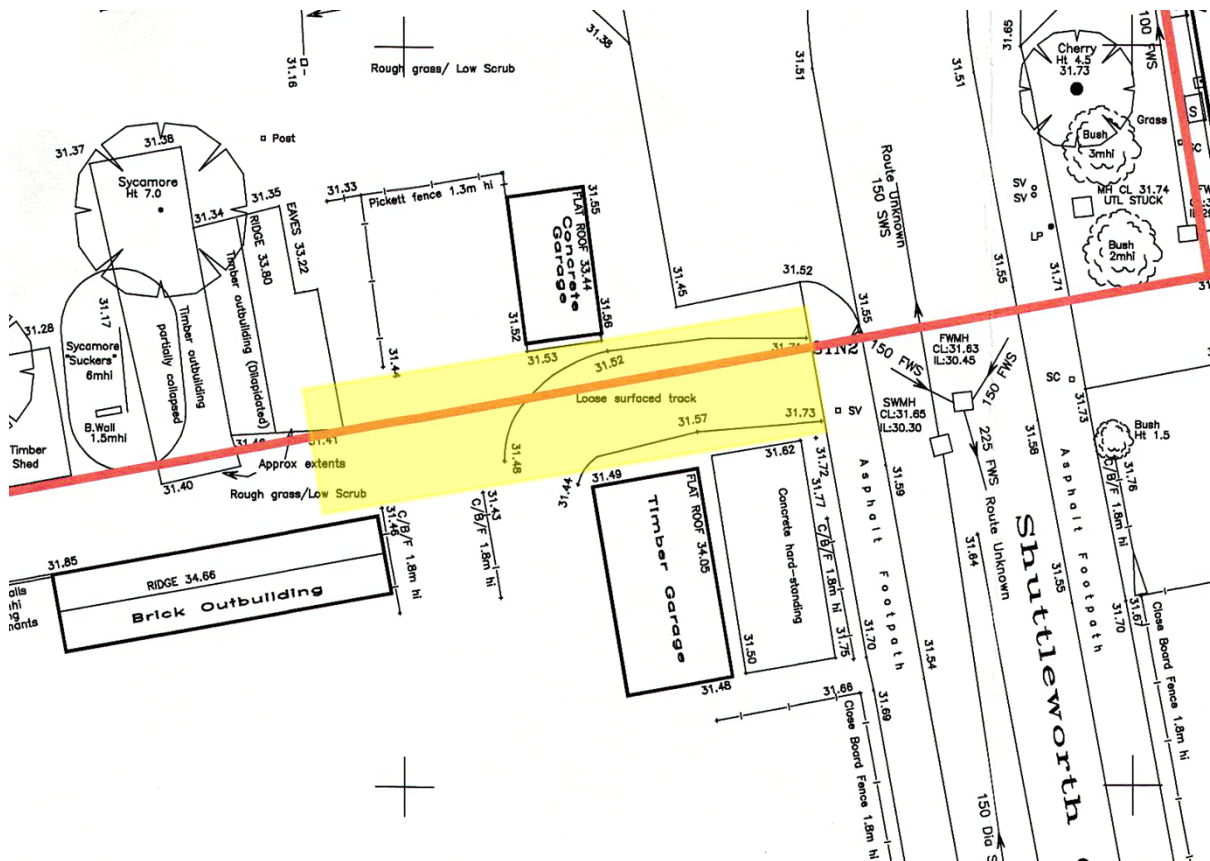 31.16
Rough grass/ Low Scrub
31.38
31.51
31.65
31.51
Cherry
Ht 4.5
31.73
100 FWS
Grass
Bush
3mhi
S
SC
31.37
31.38
Post
Sycamore
Ht 7.0
31.34
31.35
31.33
Pickett fence 1.3m hi
EAVES 33.22
RIDGE 33.80
Timber outbuilding (Dilapidated)
Timber outbuilding
partially collapsed
FLAT ROOF 33.44
Concrete
Garage
31.55
31.56
31.52
31.53
31.52
31.44
Route Unknown
150 SWS
SV
SV
LP
MH CL 31.74
UTL STUCK
Bush
2mhi
31.45
31.52
31.55
31.55
31.71
31.28
31.17
Sycamore
"Suckers"
6mhi
B.Wall
1.5mhi
Timber
Shed
31.71
STN2
150 FWS
FWMH
CL:31.63
IL:30.45
150 FWS
SWMH
CL:31.65
IL:30.30
225 FWS Route Unknown
SC
31.73
Bush
Ht 1.5
Loose surfaced track
31.57
31.73
SV
31.41
31.48
31.44
Approx extents
31.40
Rough grass/Low Scrub
31.46
C/B/F 1.8m hi
31.43
C/B/F 1.8m hi
31.49
FLAT ROOF 34.05
Timber Garage
31.48
31.62
Concrete hard-standing
31.50
31.72
31.77
C/B/F 1.8m hi
31.75
31.70
Asphalt Footpath
31.59
31.54
31.64
31.56
31.55
Asphalt Footpath
31.70
31.76
C/B/F 1.8m hi
31.67
Close Board Fence 1.8m hi
31.85
RIDGE 34.66
Brick Outbuilding
31.66
31.69
Close Board Fence 1.8m hi
Shuttleworth
150 Dia S